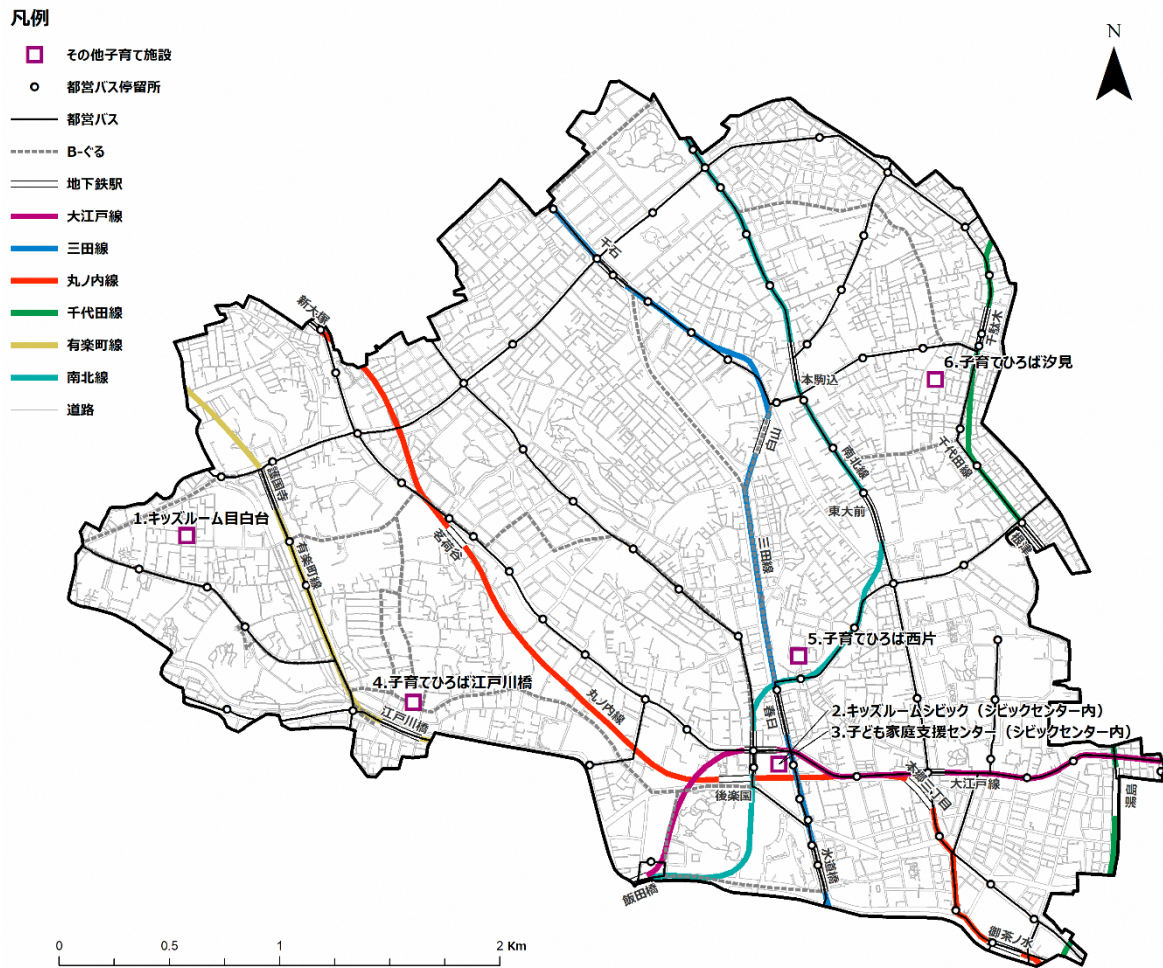 凡例
その他子育て施設
都営バス停留所
都営バス
B-ぐる
地下鉄駅
大江戸線
三田線
丸ノ内線
千代田線
有楽町線
南北線
道路
N
千石
新大塚
千駄木
6.子育てひろば汐見
本駒込
白山
南北線
千代田線
護国寺
東大前
根津
1.キッズルーム目白台
茗荷谷
有楽町線
三田線
5.子育てひろば西片
4.子育てひろば江戸川橋
丸ノ内線
江戸川橋
春日
2.キッズルームシビック（シビックセンター内）
3.子ども家庭支援センター（シビックセンター内）
本郷三丁目
大江戸線
後楽園
湯島
水道橋
飯田橋
御茶ノ水
0 0.5 1 2 Km